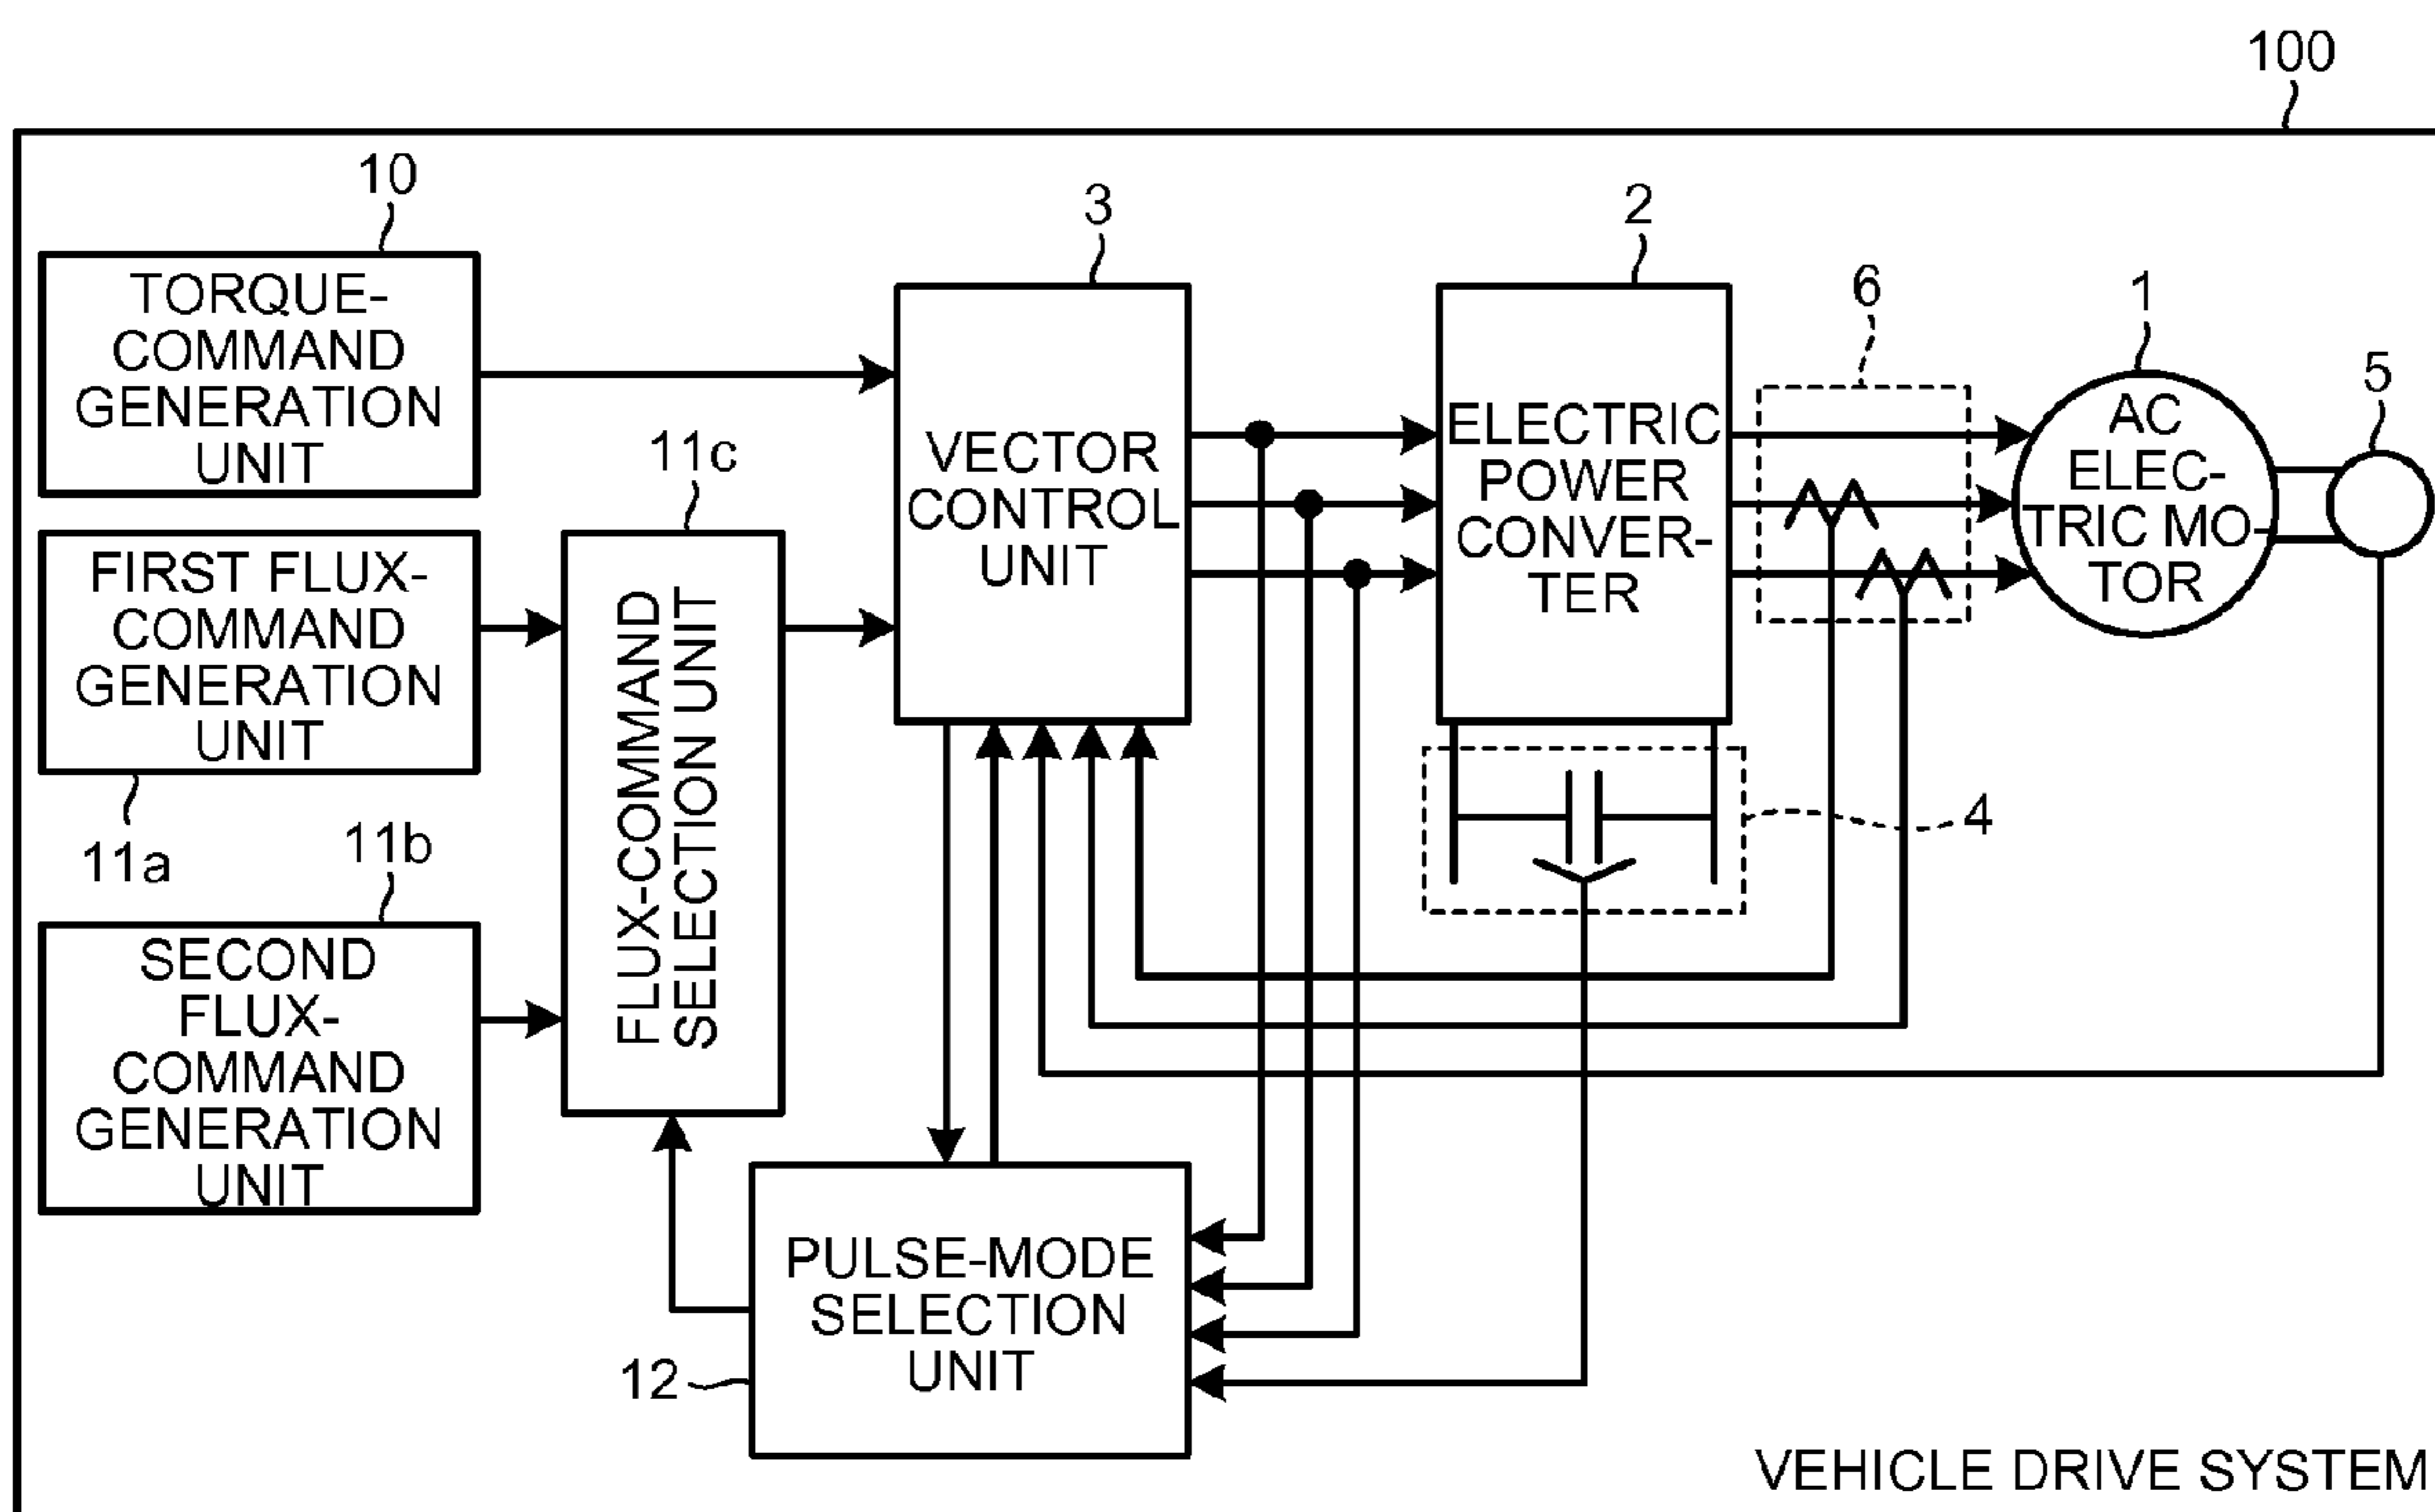 100
10
3
2
6
1
5
TORQUE-
COMMAND
GENERATION
UNIT
FIRST FLUX-
COMMAND
GENERATION
UNIT
11a
11b
SECOND
FLUX-
COMMAND
GENERATION
UNIT
11c
FLUX-COMMAND
SELECTION UNIT
VECTOR
CONTROL
UNIT
ELECTRIC
POWER
CONVER-
TER
AC
ELEC-
TRIC MO-
TOR
4
PULSE-MODE
SELECTION
UNIT
12
VEHICLE DRIVE SYSTEM